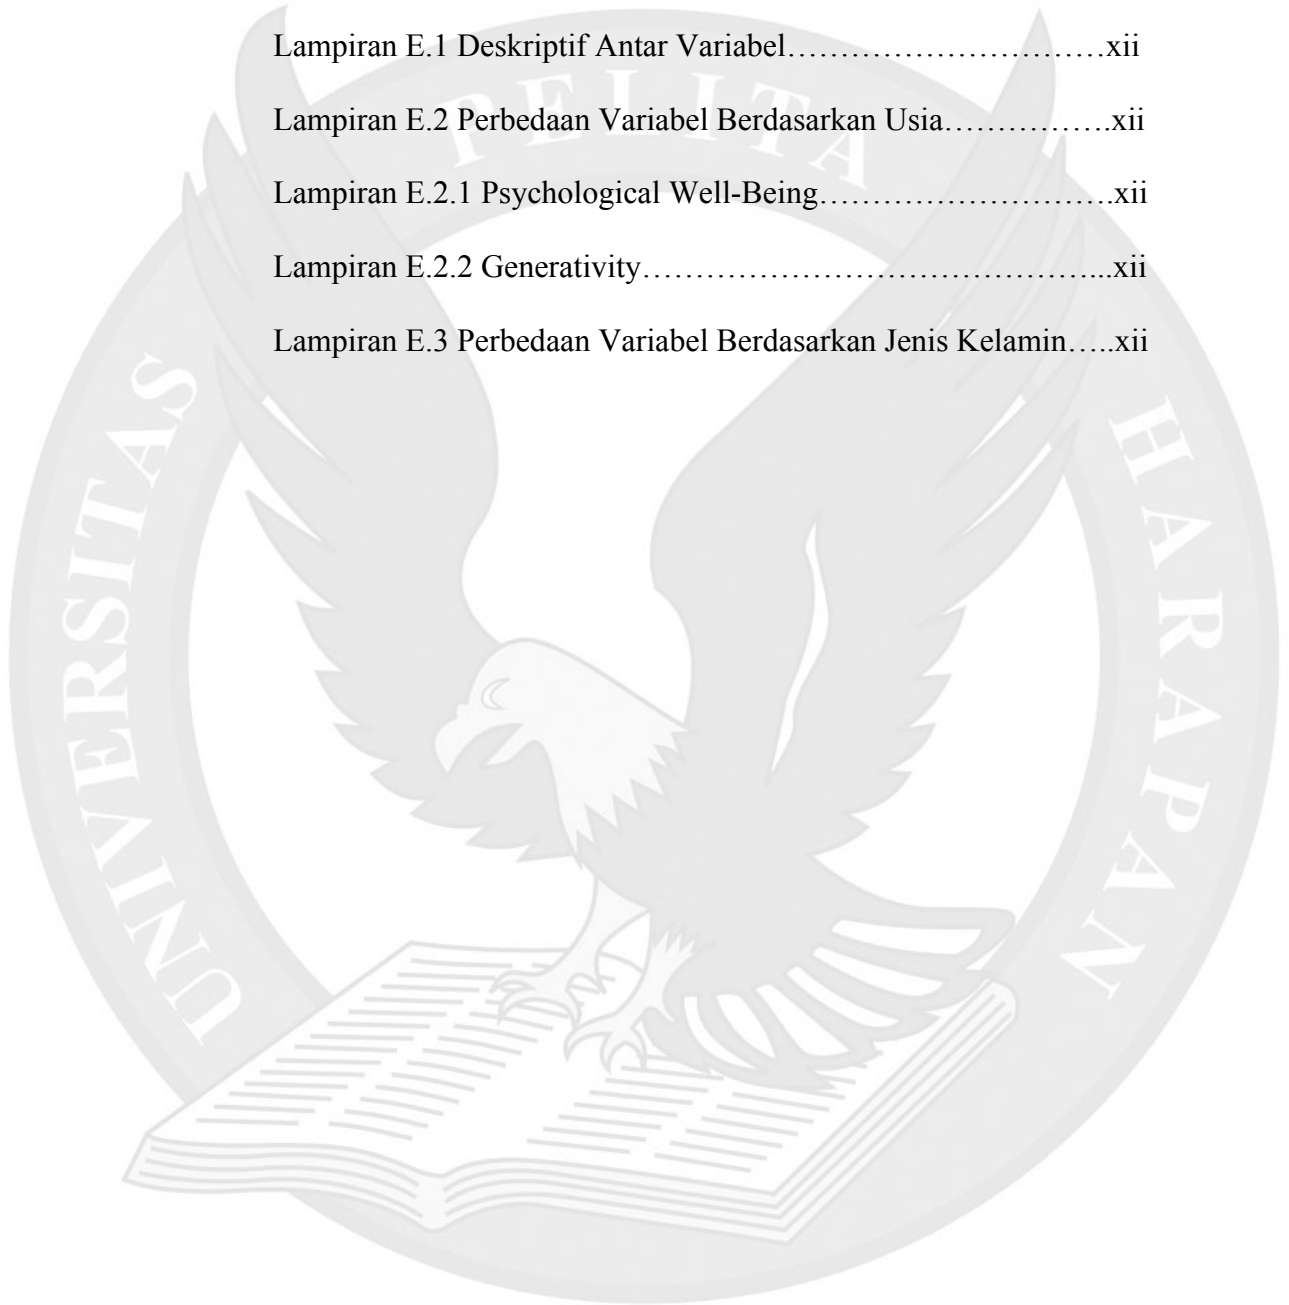 Lampiran E.1 Deskriptif Antar Variabel…………………………xii
Lampiran E.2 Perbedaan Variabel Berdasarkan Usia…………….xii
Lampiran E.2.1 Psychological Well-Being……………………….xii
Lampiran E.2.2 Generativity…………………………………...xii
Lampiran E.3 Perbedaan Variabel Berdasarkan Jenis Kelamin…..xii
UNIVERSITAS PELITA HARAPAN